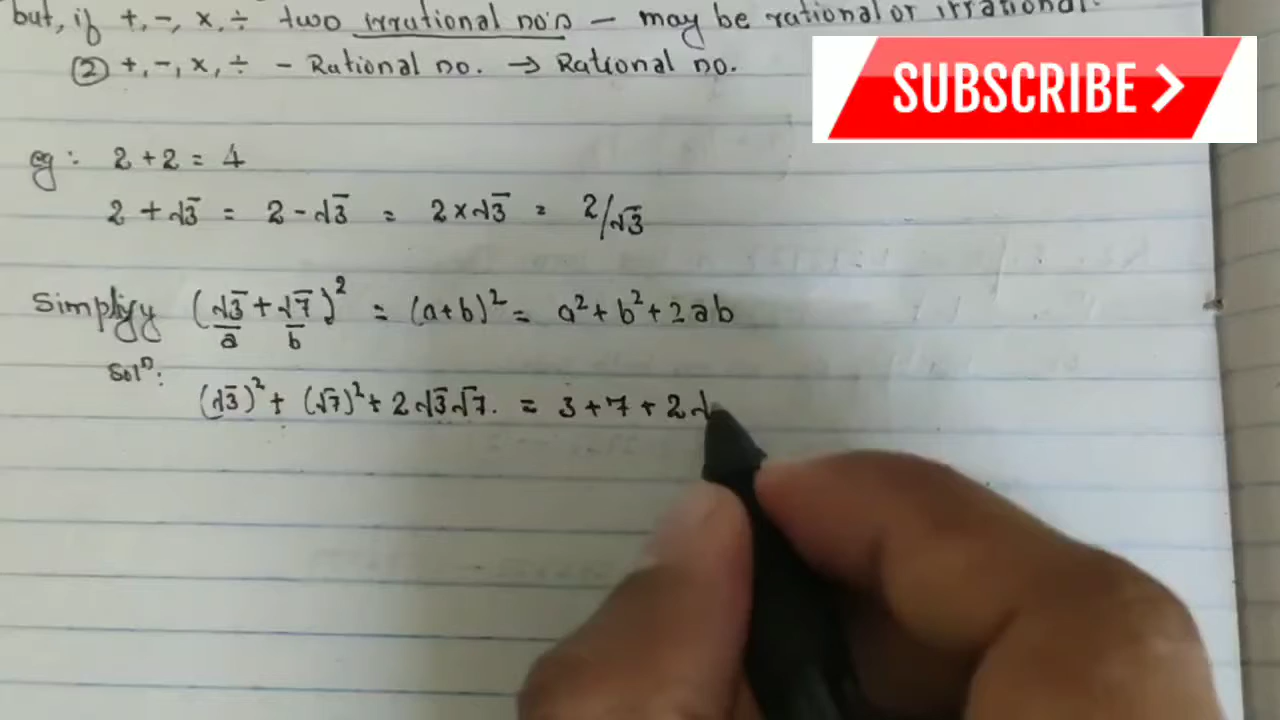 but, if +, -, x, ÷ two irrational no's - may be rational or irrational.
② +, -, x, ÷ - Rational no. → Rational no.
SUBSCRIBE
eg: 2 + 2 = 4
2 + √3 = 2 - √3 = 2 x √3 = 2/√3
Simplify (√3 + √7)² = (a+b)² = a² + b² + 2ab
a b
Solⁿ:
(√3)² + (√7)² + 2√3√7. = 3 + 7 + 2√